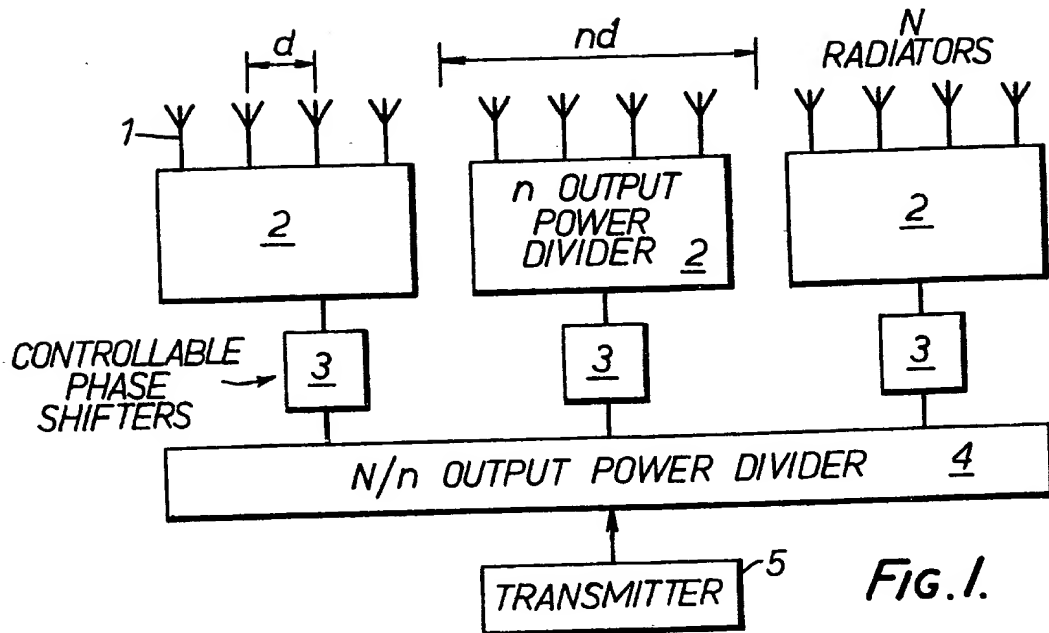 d
nd
N
RADIATORS
1
2
n OUTPUT
POWER
DIVIDER 2
2
CONTROLLABLE
PHASE
SHIFTERS
3
3
3
N/n OUTPUT POWER DIVIDER 4
TRANSMITTER
5
FIG. 1.